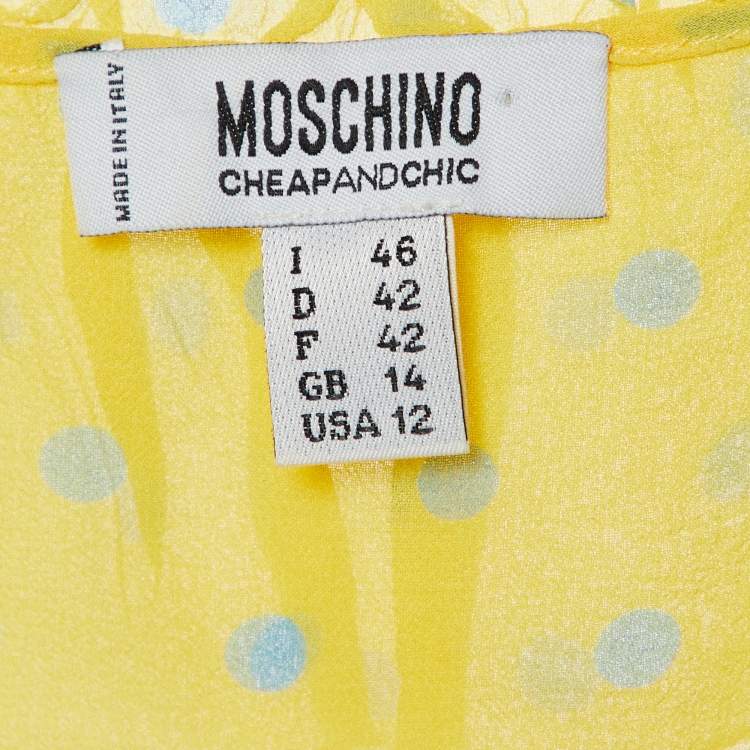 MADE IN ITALY
MOSCHINO
CHEAPANDCHIC
I 46
D 42
F 42
GB 14
USA 12